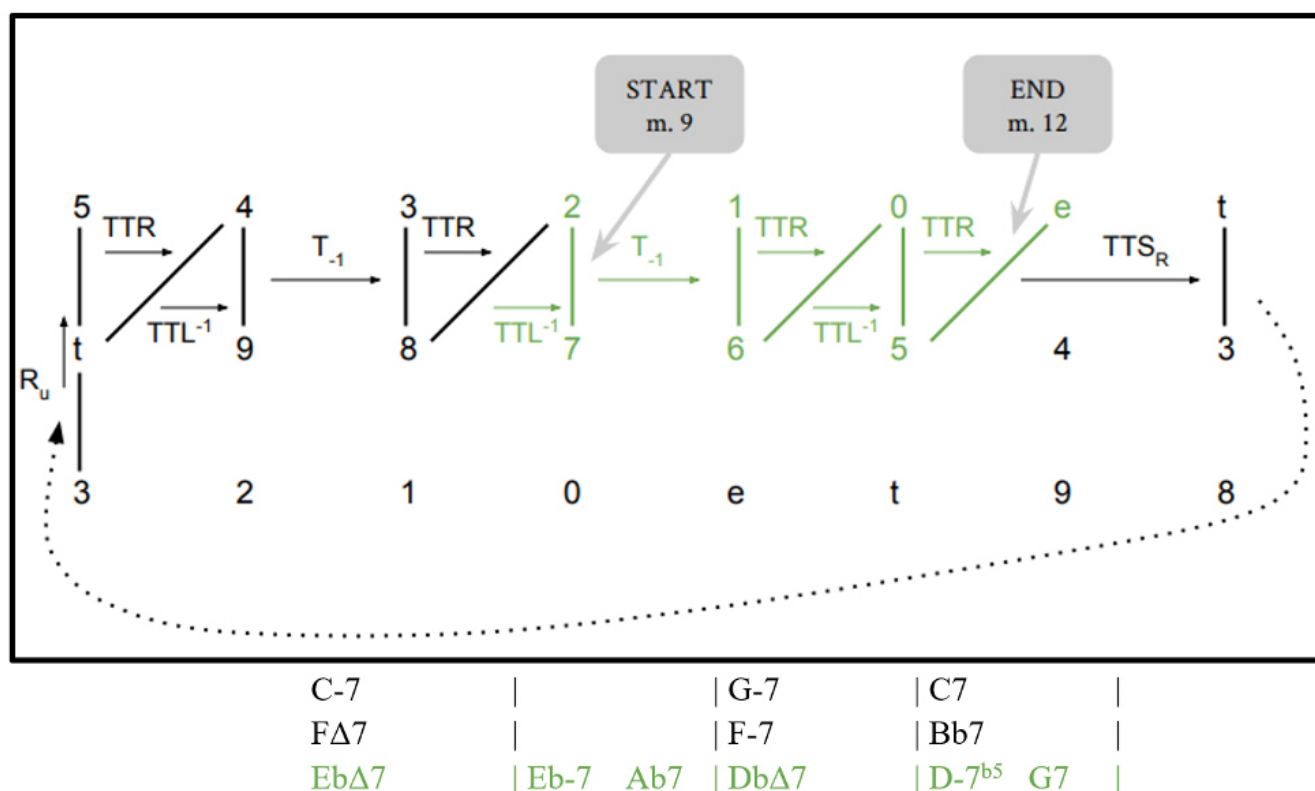 START
m. 9
END
m. 12
5 TTR 4 3 TTR 2 1 TTR 0 TTR e t
T₋₁ T₋₁ TTS_R
TTL⁻¹ TTL⁻¹ TTL⁻¹
R_u t 9 8 7 6 5 4 3
3 2 1 0 e t 9 8
C-7 | | G-7 | C7 |
FΔ7 | | F-7 | Bb7 |
EbΔ7 | Eb-7 Ab7 | DbΔ7 | D-7ᵇ⁵ G7 |